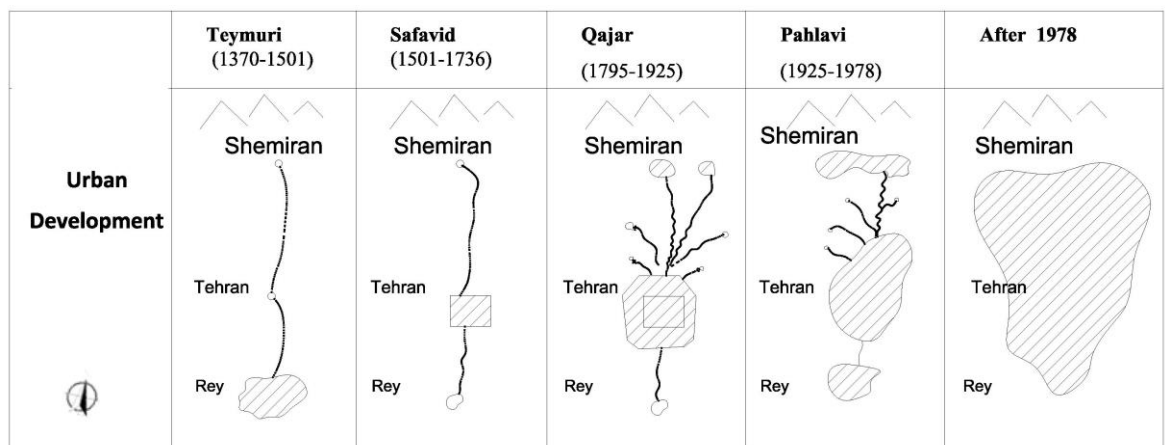 Teymuri
(1370-1501)
Safavid
(1501-1736)
Qajar
(1795-1925)
Pahlavi
(1925-1978)
After 1978
Urban
Development
Shemiran
Tehran
Rey
Shemiran
Tehran
Rey
Shemiran
Tehran
Rey
Shemiran
Tehran
Rey
Shemiran
Tehran
Rey